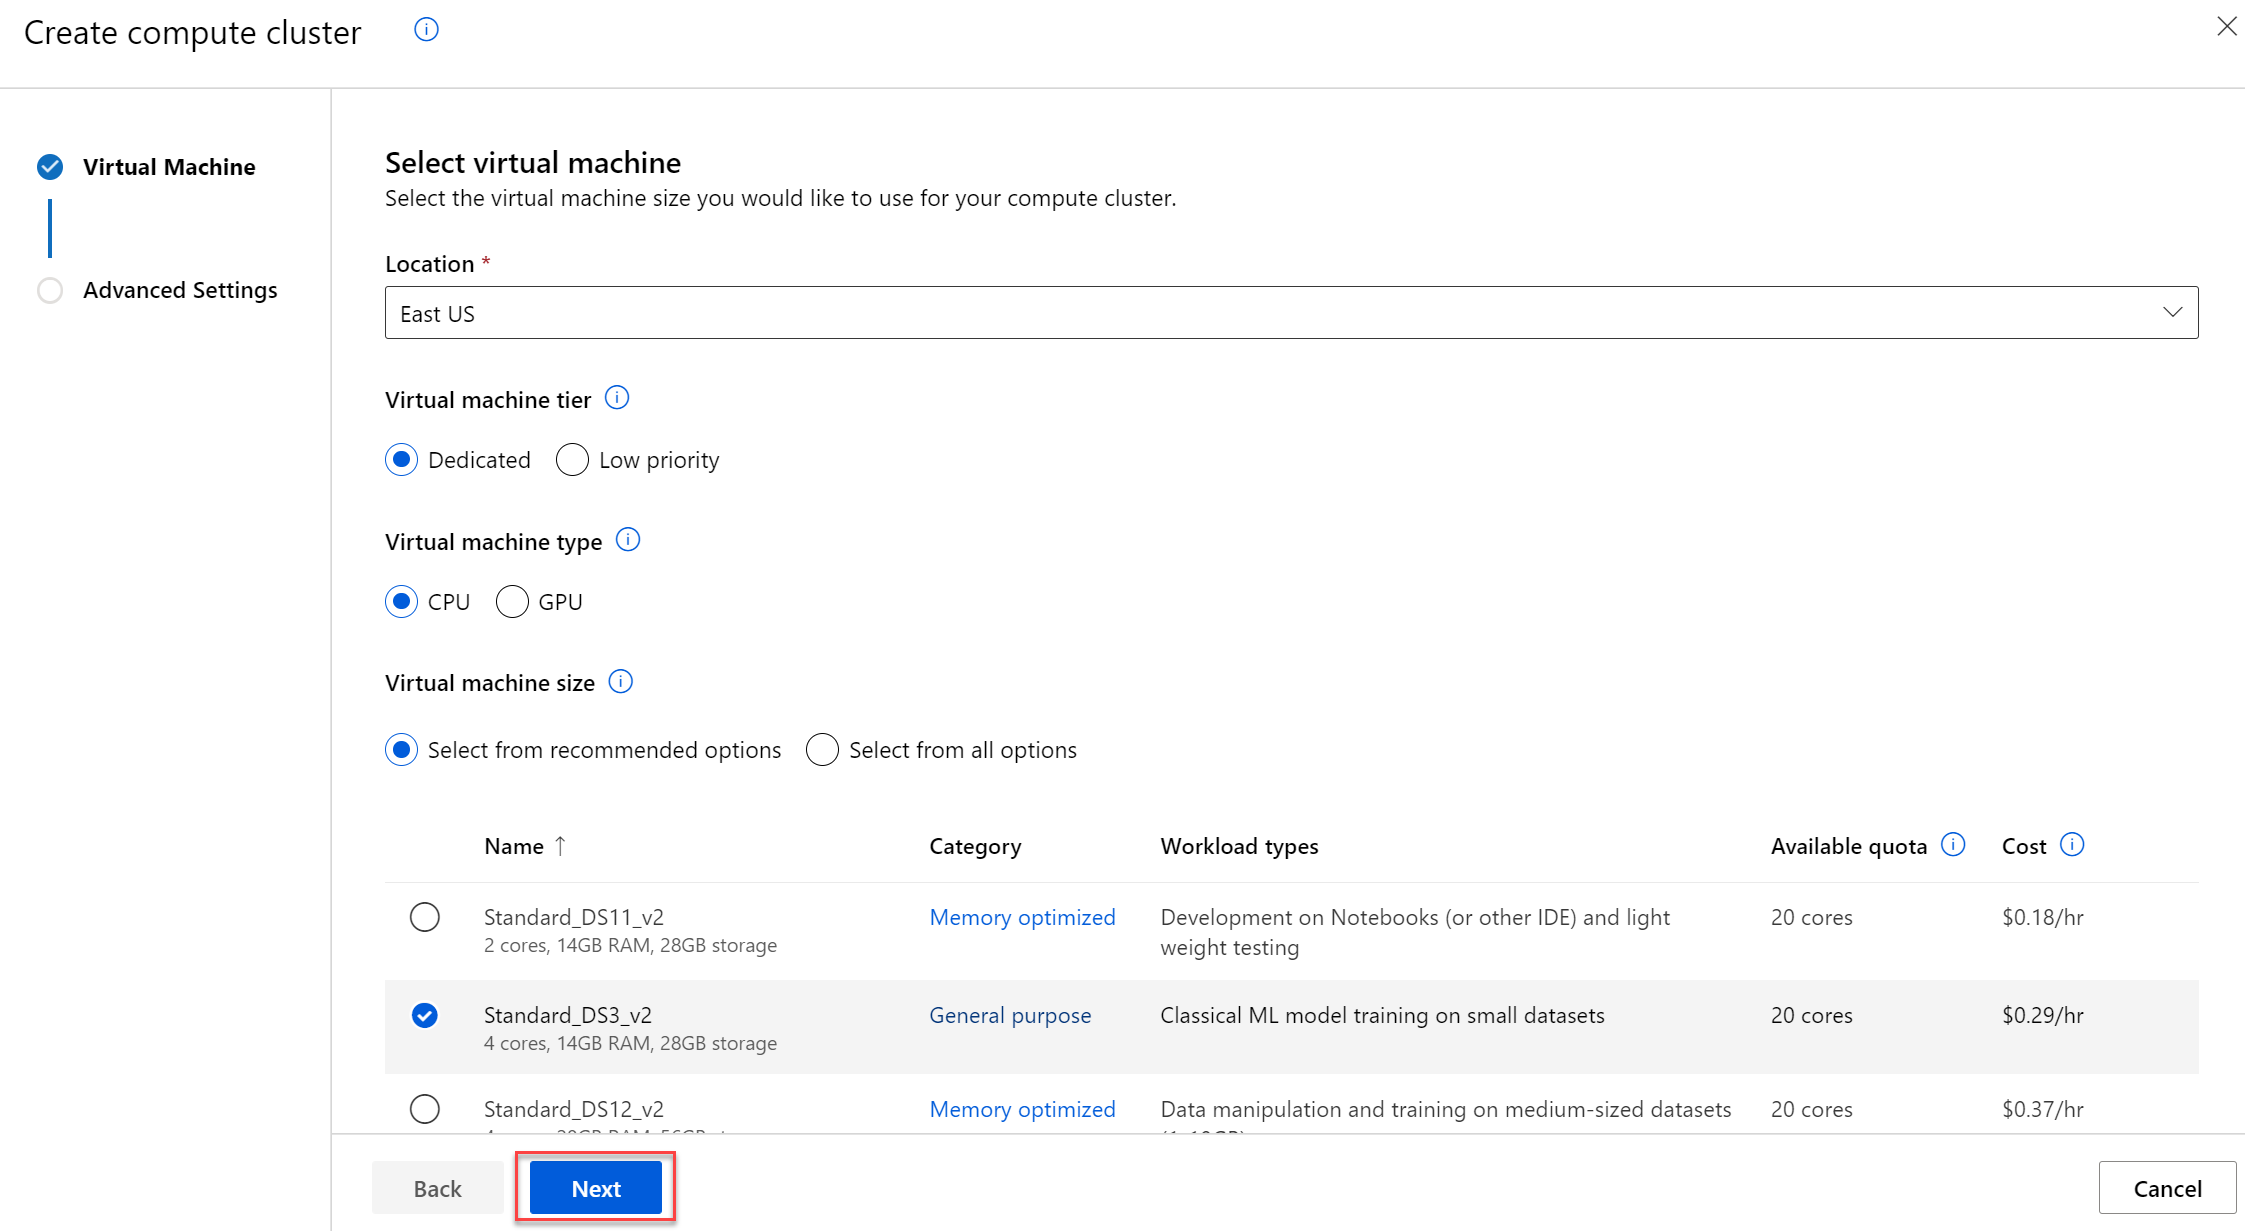 Create compute cluster
Virtual Machine
Advanced Settings
Select virtual machine
Select the virtual machine size you would like to use for your compute cluster.
Location *
East US
Virtual machine tier
Dedicated Low priority
Virtual machine type
CPU GPU
Virtual machine size
Select from recommended options Select from all options
Name ↑ Category Workload types Available quota Cost
Standard_DS11_v2 Memory optimized Development on Notebooks (or other IDE) and light 20 cores $0.18/hr
2 cores, 14GB RAM, 28GB storage weight testing
Standard_DS3_v2 General purpose Classical ML model training on small datasets 20 cores $0.29/hr
4 cores, 14GB RAM, 28GB storage
Standard_DS12_v2 Memory optimized Data manipulation and training on medium-sized datasets 20 cores $0.37/hr
Back Next Cancel